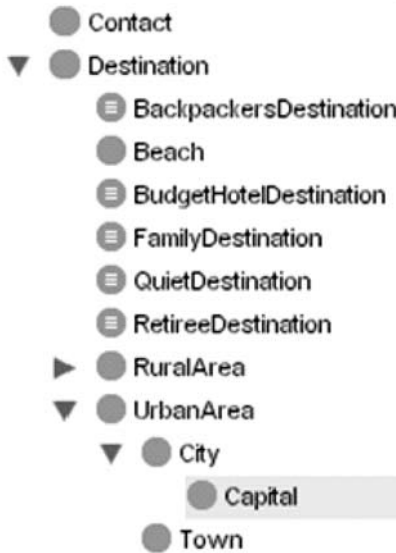 Contact
Destination
BackpackersDestination
Beach
BudgetHotelDestination
FamilyDestination
QuietDestination
RetireeDestination
RuralArea
UrbanArea
City
Capital
Town